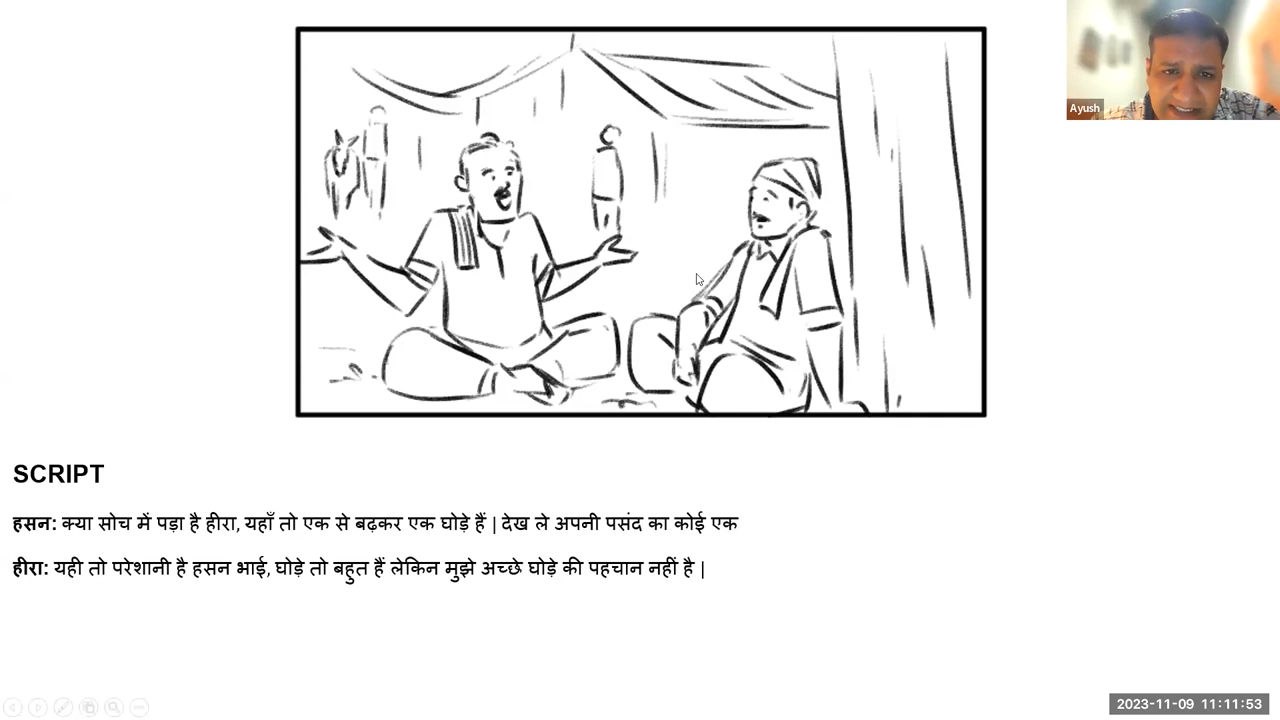 Ayush
SCRIPT
हसन: क्या सोच में पड़ा है हीरा, यहाँ तो एक से बढ़कर एक घोड़े हैं | देख ले अपनी पसंद का कोई एक
हीरा: यही तो परेशानी है हसन भाई, घोड़े तो बहुत हैं लेकिन मुझे अच्छे घोड़े की पहचान नहीं है |
2023-11-09 11:11:53